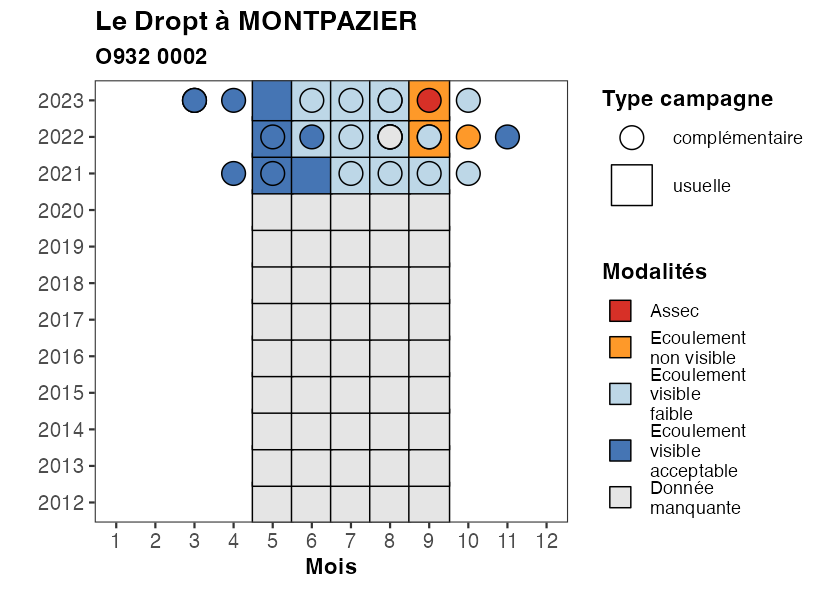 Le Dropt à MONTPAZIER
O932 0002
2023
2022
2021
2020
2019
2018
2017
2016
2015
2014
2013
2012
1 2 3 4 5 6 7 8 9 10 11 12
Mois
Type campagne
complémentaire
usuelle
Modalités
Assec
Ecoulement
non visible
Ecoulement
visible
faible
Ecoulement
visible
acceptable
Donnée
manquante